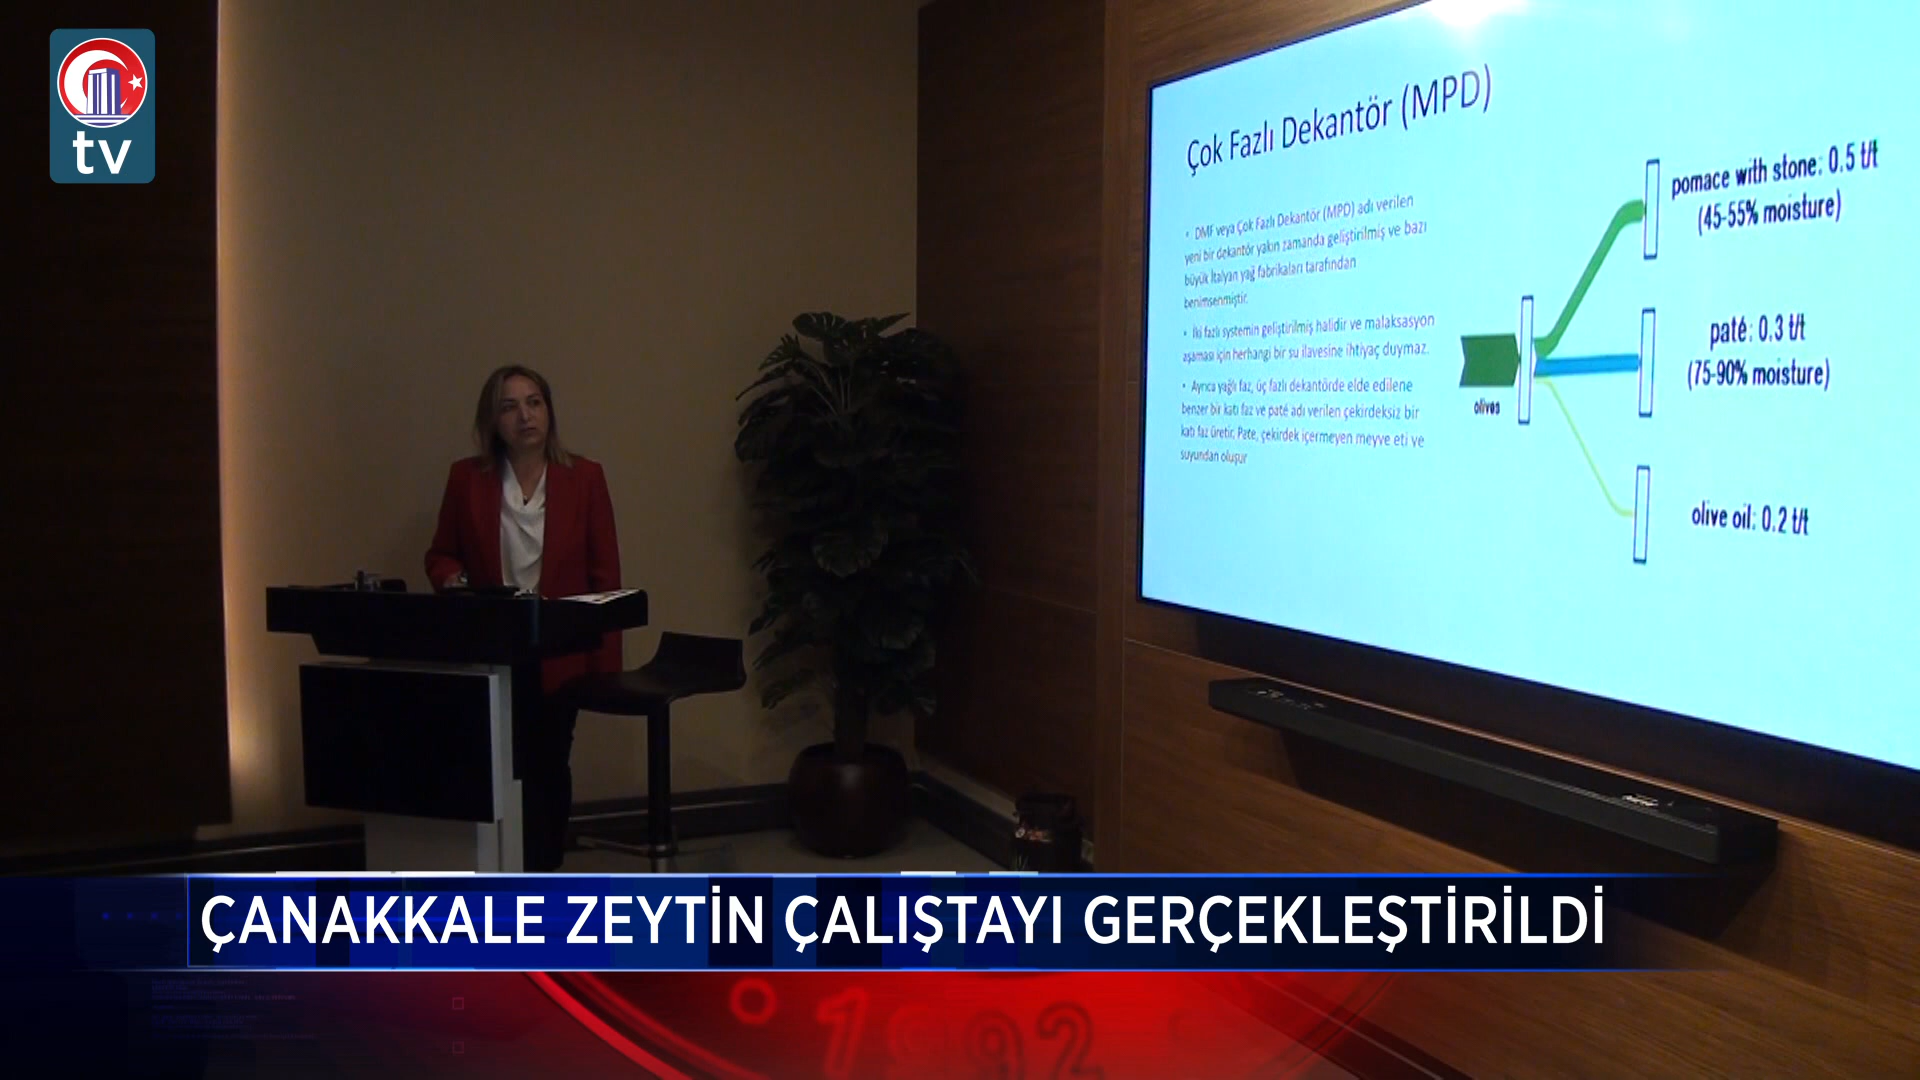 tv
Çok Fazlı Dekantör (MPD)
• DMF veya Çok Fazlı Dekantör (MPD) adı verilen
yeni bir dekantör yakın zamanda geliştirilmiş ve bazı
büyük İtalyan yağ fabrikaları tarafından
benimsenmiştir.
• İki fazlı systemin geliştirilmiş halidir ve malaksasyon
aşaması için herhangi bir su ilavesine ihtiyaç duymaz.
• Ayrıca yağlı faz, üç fazlı dekantörde elde edilene
benzer bir katı faz ve paté adı verilen çekirdeksiz bir
katı faz üretir. Pate, çekirdek içermeyen meyve eti ve
suyundan oluşur
olives
pomace with stone: 0.5 t/t
(45-55% moisture)
paté: 0.3 t/t
(75-90% moisture)
olive oil: 0.2 t/t
ÇANAKKALE ZEYTİN ÇALIŞTAYI GERÇEKLEŞTİRİLDİ
1992